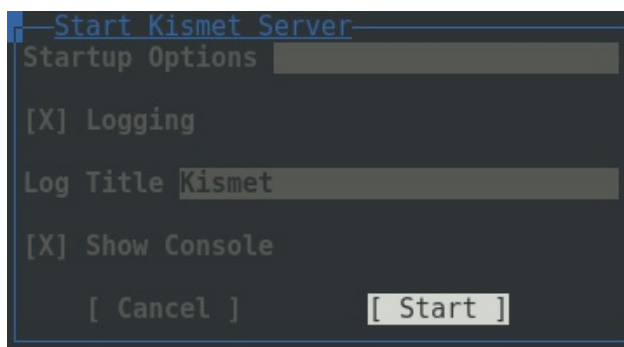 Start Kismet Server
Startup Options
[X] Logging
Log Title Kismet
[X] Show Console
[ Cancel ] [ Start ]